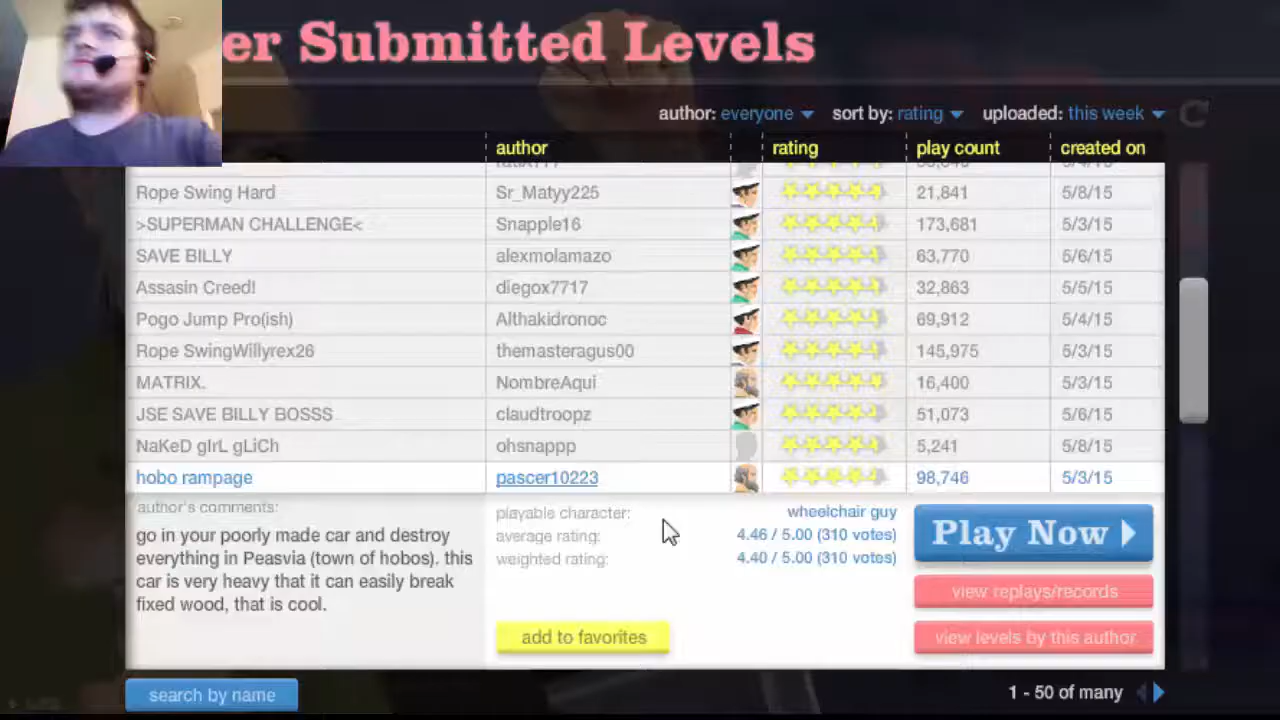 er Submitted Levels
author: everyone sort by: rating uploaded: this week
author rating play count created on
Rope Swing Hard Sr_Matyy225 21,841 5/8/15
>SUPERMAN CHALLENGE< Snapple16 173,681 5/3/15
SAVE BILLY alexmolamazo 63,770 5/6/15
Assasin Creed! diegox7717 32,863 5/5/15
Pogo Jump Pro(ish) Althakidronoc 69,912 5/4/15
Rope SwingWillyrex26 themasteragus00 145,975 5/3/15
MATRIX. NombreAqui 16,400 5/3/15
JSE SAVE BILLY BOSSS claudtroopz 51,073 5/6/15
NaKeD gIrL gLiCh ohsnappp 5,241 5/8/15
hobo rampage pascer10223 98,746 5/3/15
author's comments:
go in your poorly made car and destroy
everything in Peasvia (town of hobos). this
car is very heavy that it can easily break
fixed wood, that is cool.
playable character: wheelchair guy
average rating: 4.46 / 5.00 (310 votes)
weighted rating: 4.40 / 5.00 (310 votes)
add to favorites
Play Now
view replays/records
view levels by this author
search by name
1 - 50 of many